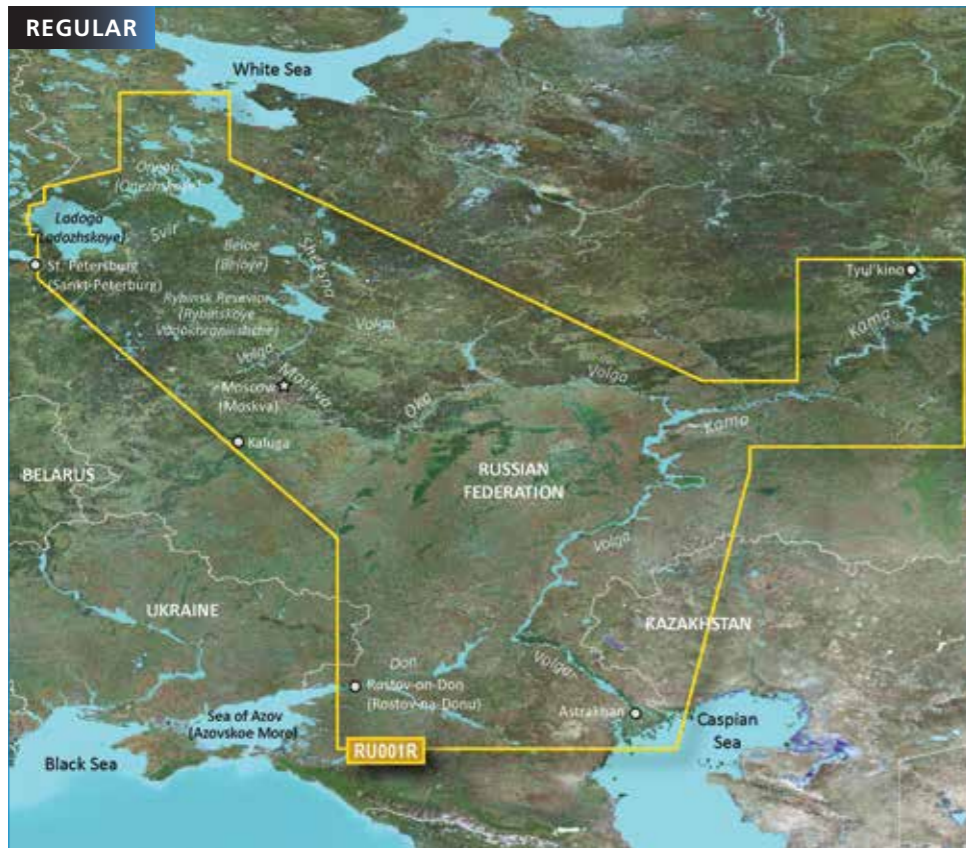 REGULAR
White Sea
Onega
(Onezhskoye)
Ladoga
(Ladozhskoye)
Svir
Sheksna
Beloe
(Beloye)
St. Petersburg
(Sankt-Peterburg)
Tyul'kino
Rybinsk Resevior
(Rybinskoye
Vodokhranilishche)
Volga
Kama
Volga
Moskva
Volga
Moscow
(Moskva)
Oka
Kama
Kaluga
BELARUS
RUSSIAN
FEDERATION
Volga
UKRAINE
KAZAKHSTAN
Don
Volga
Rostov-on-Don
(Rostov-na-Donu)
Astrakhan
Sea of Azov
(Azovskoe More)
Caspian
Sea
RU001R
Black Sea